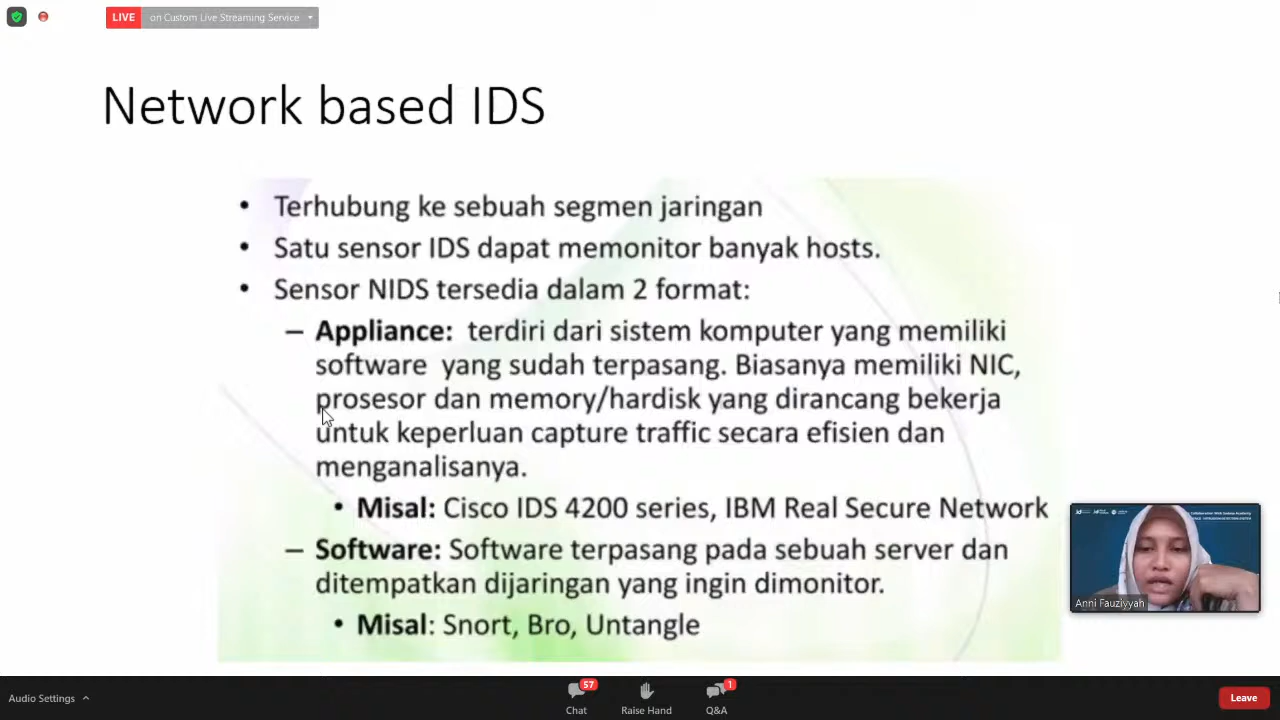 LIVE on Custom Live Streaming Service
Network based IDS
• Terhubung ke sebuah segmen jaringan
• Satu sensor IDS dapat memonitor banyak hosts.
• Sensor NIDS tersedia dalam 2 format:
– Appliance: terdiri dari sistem komputer yang memiliki
software yang sudah terpasang. Biasanya memiliki NIC,
prosesor dan memory/hardisk yang dirancang bekerja
untuk keperluan capture traffic secara efisien dan
menganalisanya.
• Misal: Cisco IDS 4200 series, IBM Real Secure Network
– Software: Software terpasang pada sebuah server dan
ditempatkan dijaringan yang ingin dimonitor.
• Misal: Snort, Bro, Untangle
Anni Fauziyyah
Audio Settings
57
Chat
Raise Hand
1
Q&A
Leave